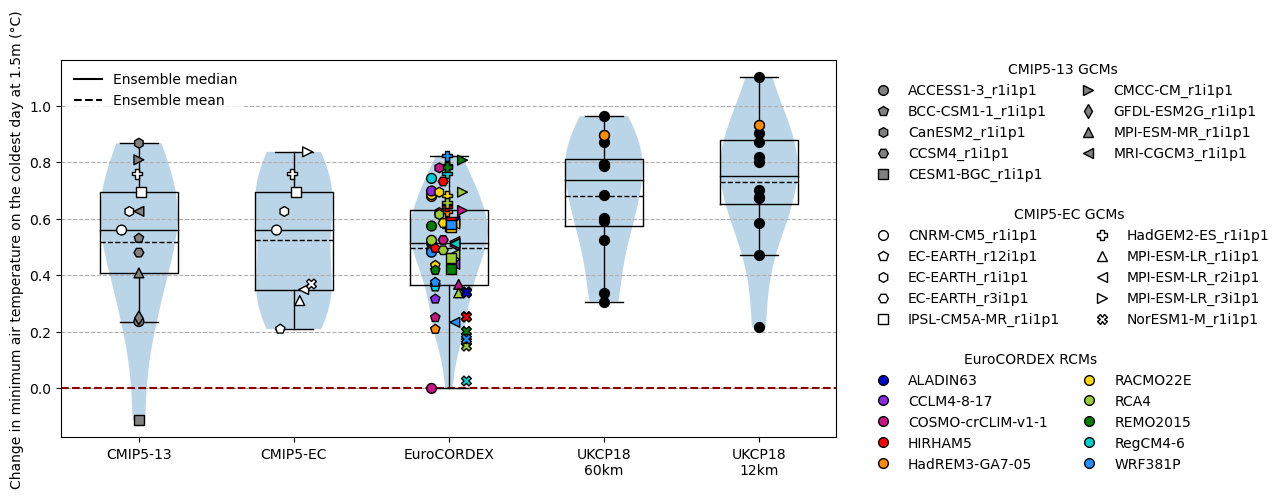 Change in minimum air temperature on the coldest day at 1.5m (°C)
Ensemble median
Ensemble mean
1.0
0.8
0.6
0.4
0.2
0.0
CMIP5-13
CMIP5-EC
EuroCORDEX
UKCP18
60km
UKCP18
12km
CMIP5-13 GCMs
ACCESS1-3_r1i1p1
BCC-CSM1-1_r1i1p1
CanESM2_r1i1p1
CCSM4_r1i1p1
CESM1-BGC_r1i1p1
CMCC-CM_r1i1p1
GFDL-ESM2G_r1i1p1
MPI-ESM-MR_r1i1p1
MRI-CGCM3_r1i1p1
CMIP5-EC GCMs
CNRM-CM5_r1i1p1
EC-EARTH_r12i1p1
EC-EARTH_r1i1p1
EC-EARTH_r3i1p1
IPSL-CM5A-MR_r1i1p1
HadGEM2-ES_r1i1p1
MPI-ESM-LR_r1i1p1
MPI-ESM-LR_r2i1p1
MPI-ESM-LR_r3i1p1
NorESM1-M_r1i1p1
EuroCORDEX RCMs
ALADIN63
CCLM4-8-17
COSMO-crCLIM-v1-1
HIRHAM5
HadREM3-GA7-05
RACMO22E
RCA4
REMO2015
RegCM4-6
WRF381P